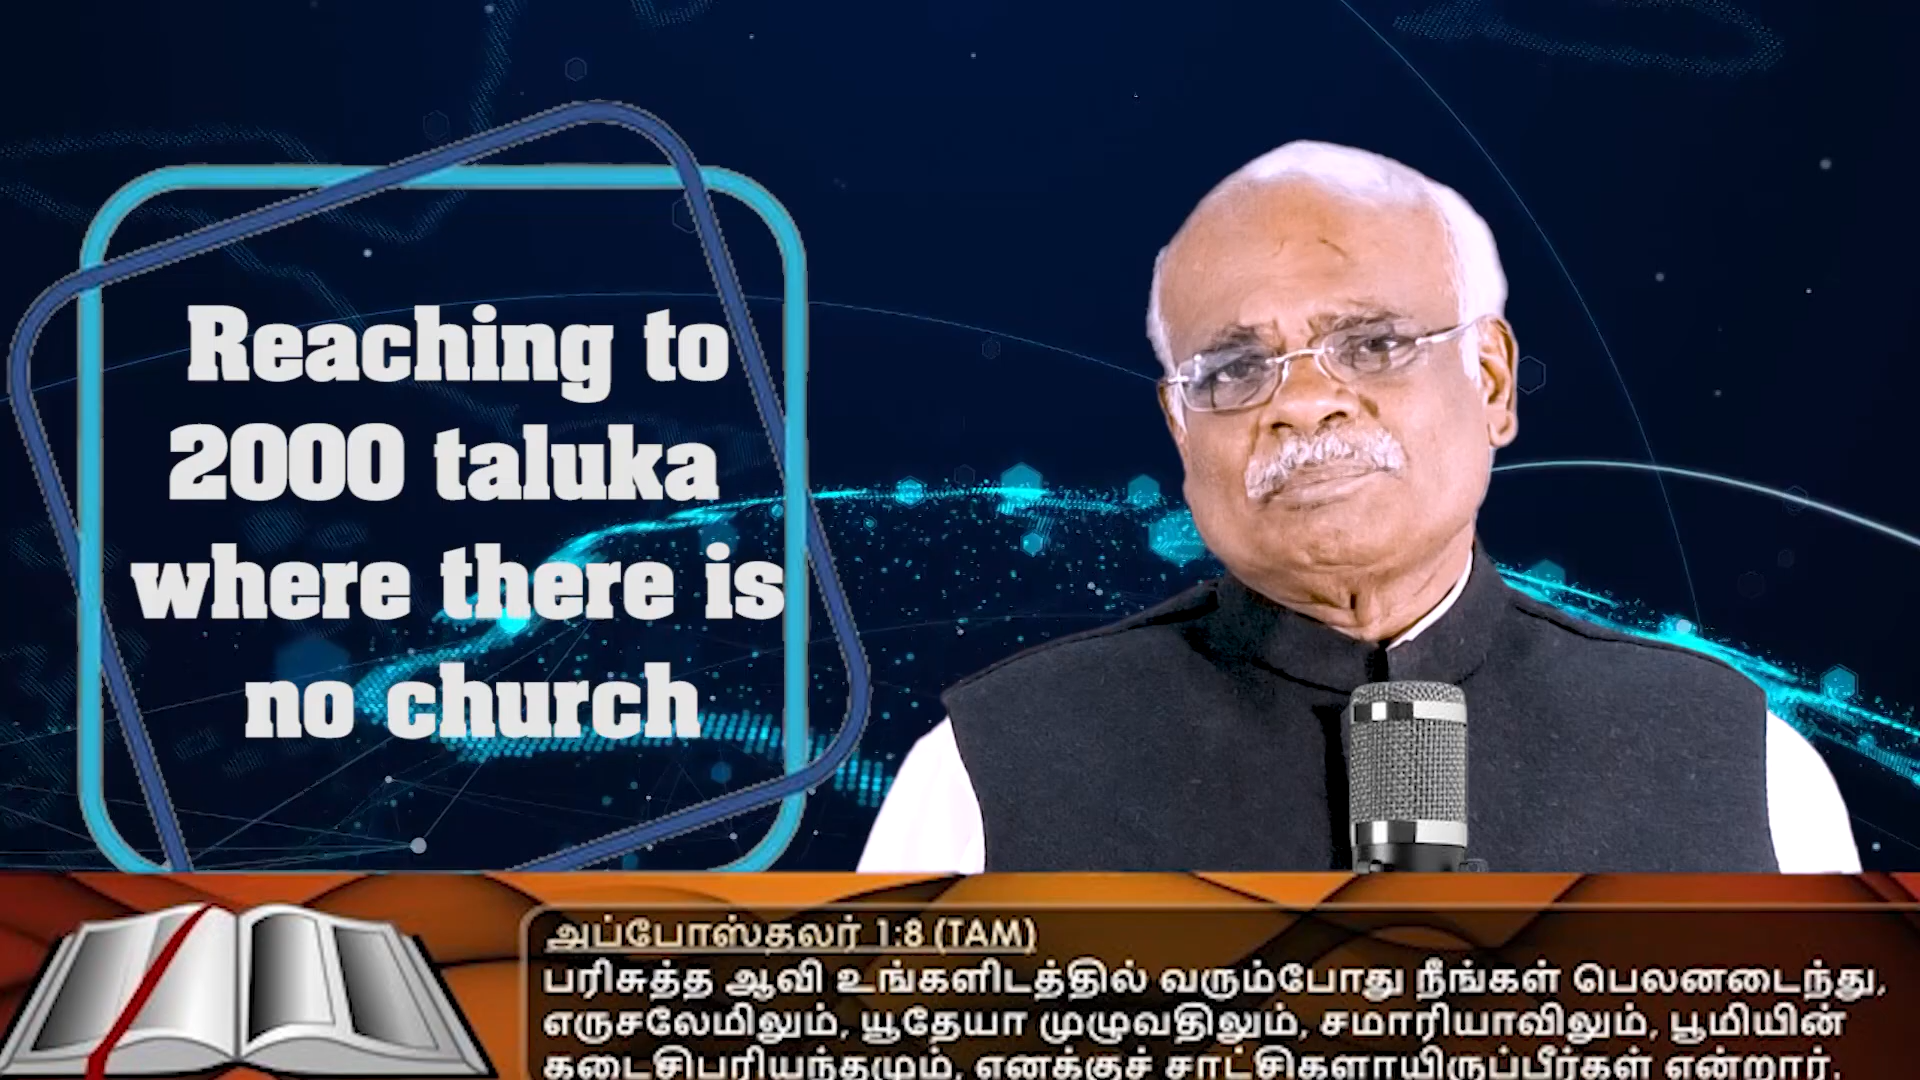 Reaching to
2000 taluka
where there is
no church
அப்போஸ்தலர் 1:8 (TAM)
பரிசுத்த ஆவி உங்களிடத்தில் வரும்போது நீங்கள் பெலனடைந்து,
எருசலேமிலும், யூதேயா முழுவதிலும், சமாரியாவிலும், பூமியின்
கடைசிபரியந்தமும், எனக்குச் சாட்சிகளாயிருப்பீர்கள் என்றார்.